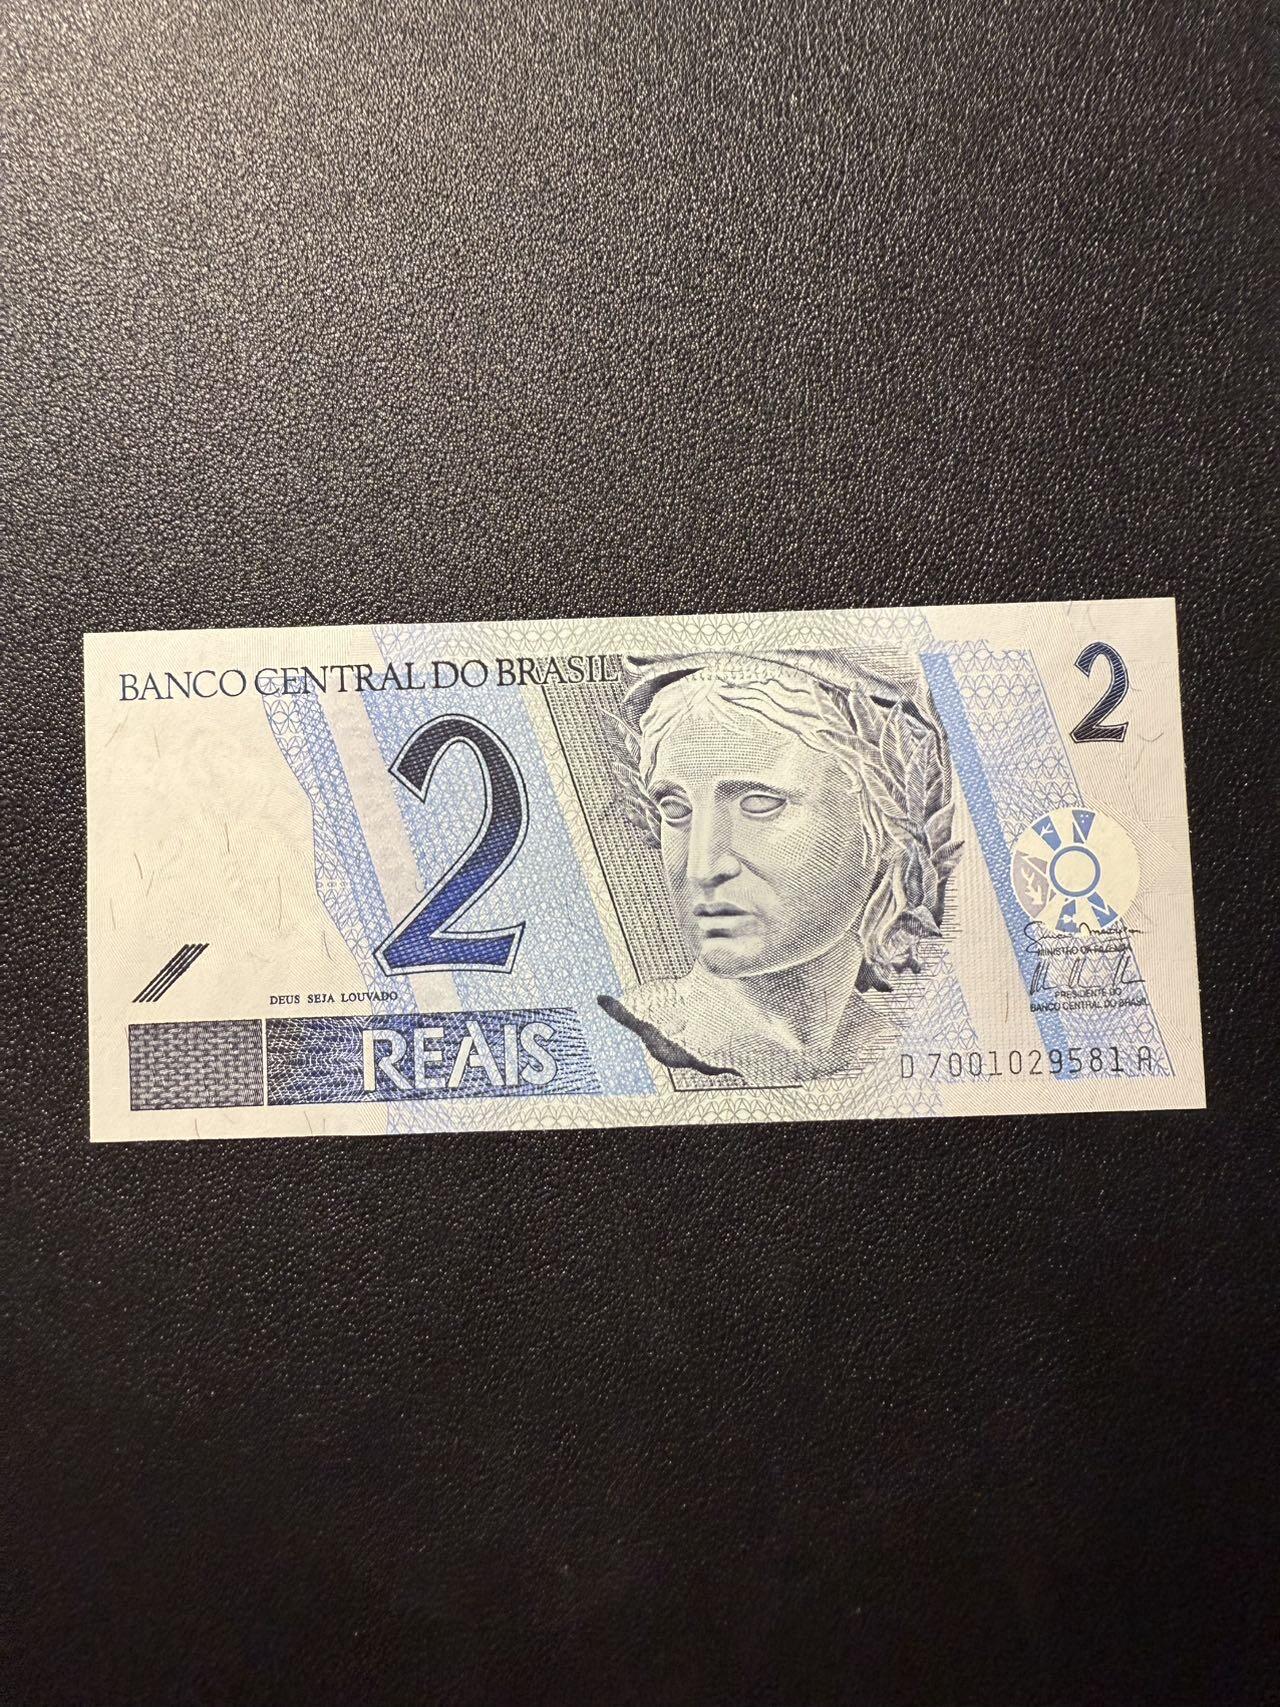 BANCO CENTRAL DO BRASIL
2
2
DEUS SEJA LOUVADO
REAIS
MINISTRO DA FAZENDA
PRESIDENTE DO
BANCO CENTRAL DO BRASIL
D 7001029581 A